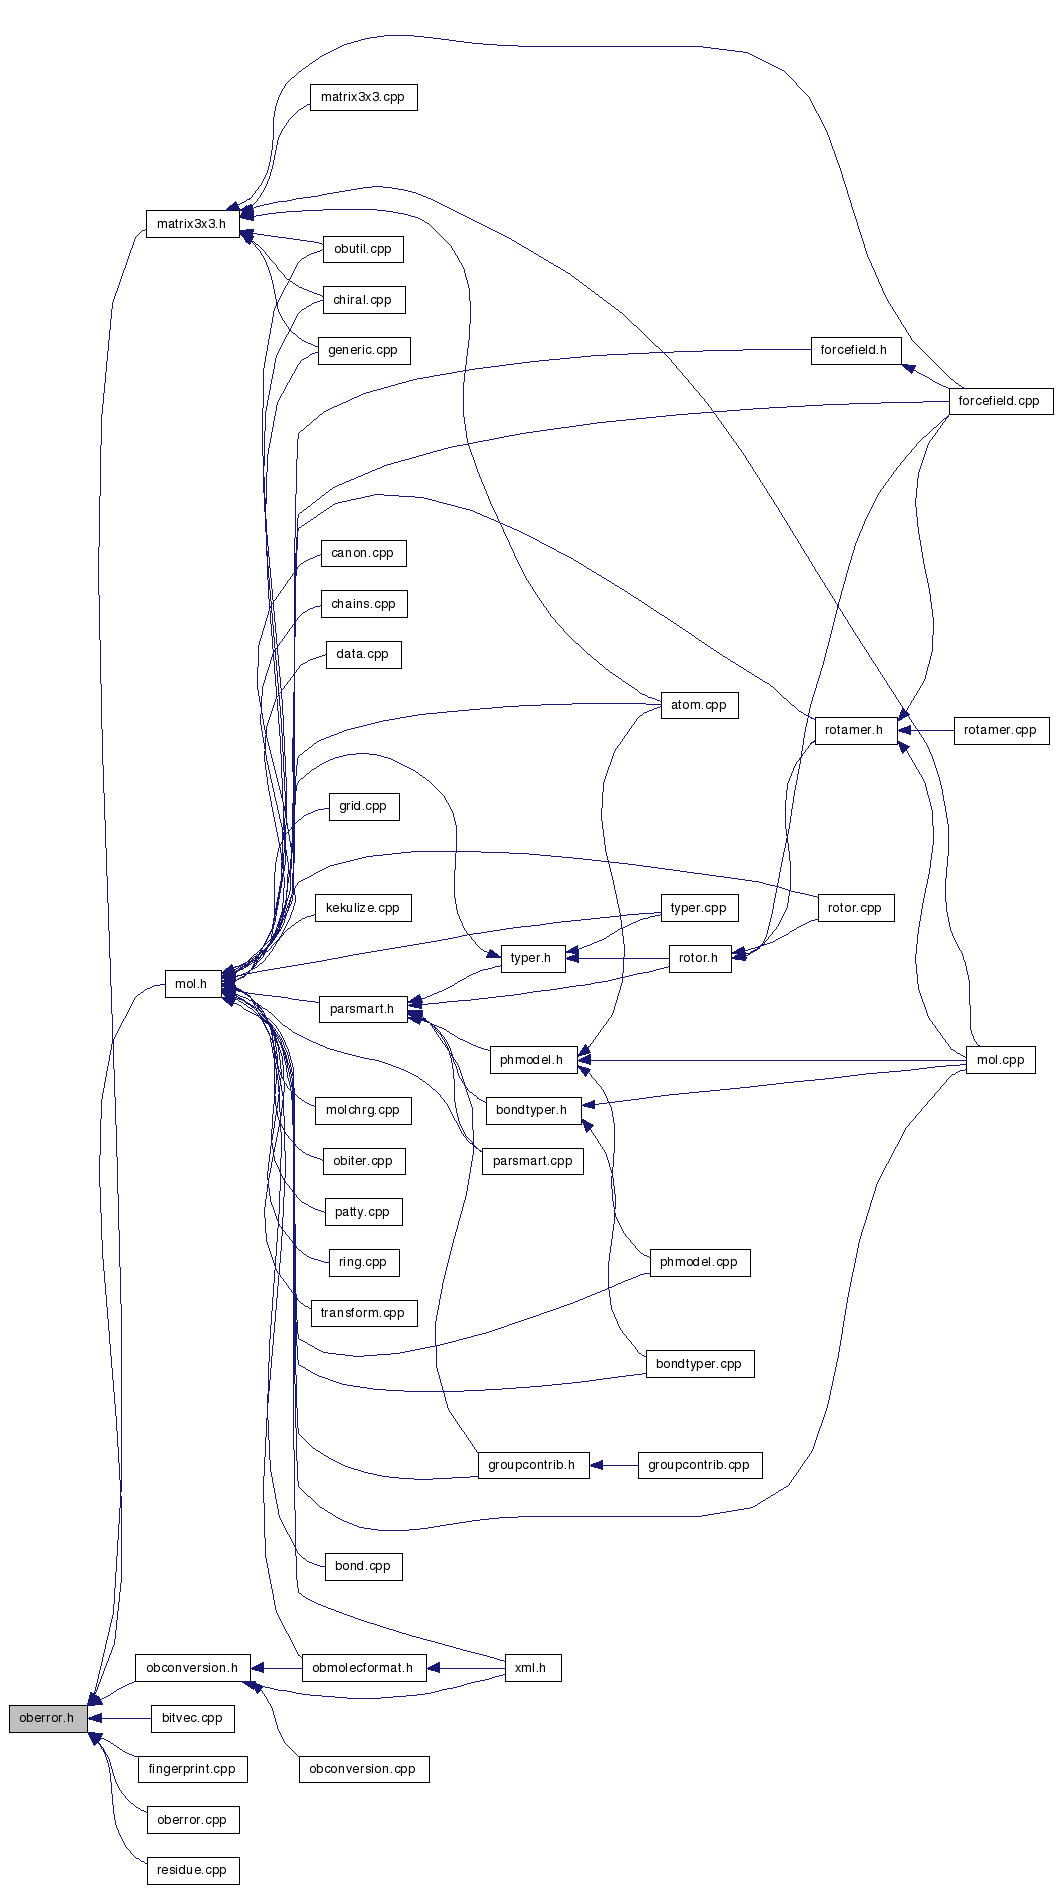 matrix3x3.cpp
matrix3x3.h
obutil.cpp
chiral.cpp
generic.cpp
forcefield.h
forcefield.cpp
canon.cpp
chains.cpp
data.cpp
atom.cpp
rotamer.h
rotamer.cpp
grid.cpp
kekulize.cpp
typer.cpp
rotor.cpp
typer.h
rotor.h
mol.h
parsmart.h
phmodel.h
mol.cpp
molchrg.cpp
bondtyper.h
obiter.cpp
parsmart.cpp
patty.cpp
ring.cpp
phmodel.cpp
transform.cpp
bondtyper.cpp
groupcontrib.h
groupcontrib.cpp
bond.cpp
obconversion.h
obmolecformat.h
xml.h
oberror.h
bitvec.cpp
fingerprint.cpp
obconversion.cpp
oberror.cpp
residue.cpp